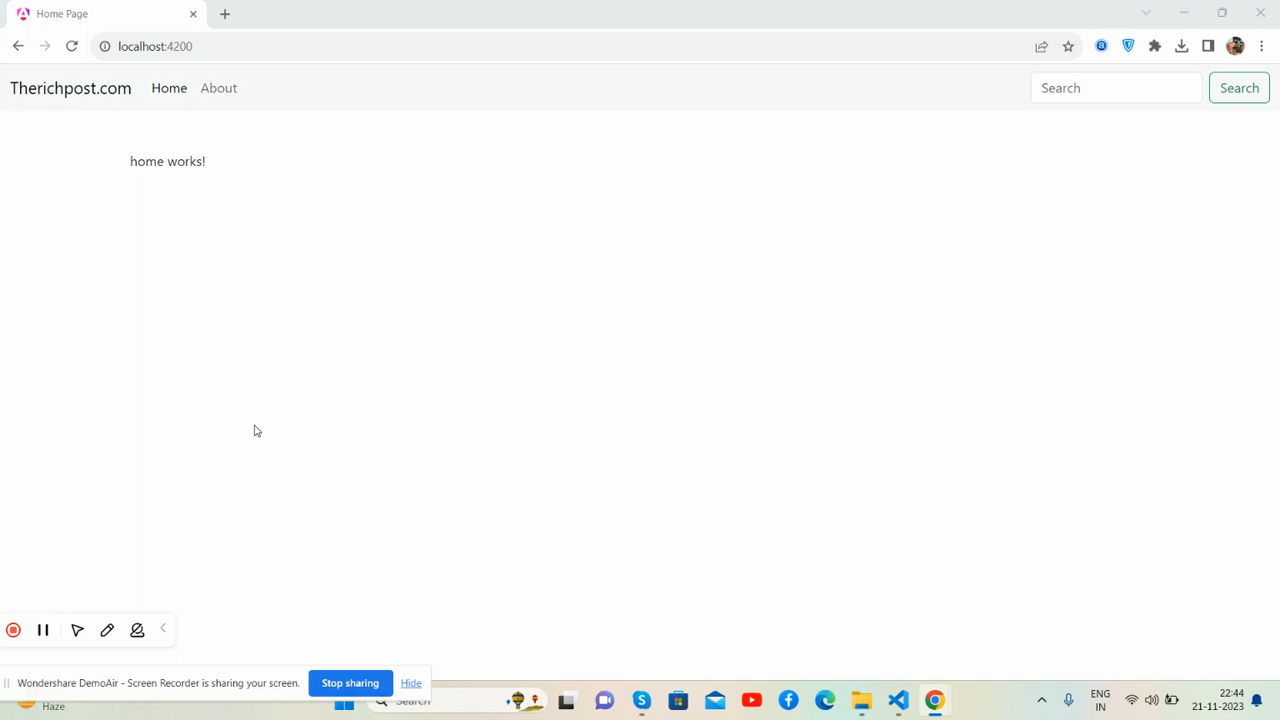 Home Page
localhost:4200
Therichpost.com Home About Search Search
home works!
Wondershare DemoAir - Screen Recorder is sharing your screen. Stop sharing Hide
Haze
Search
ENG
IN
22:44
21-11-2023